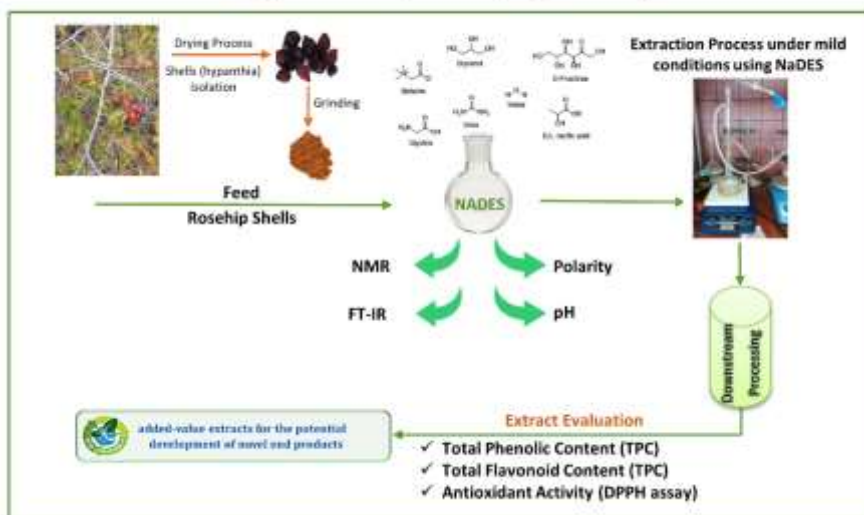 Drying Process
Shells (hypanthia)
isolation
Grinding
Glycerol
D-Fructose
Betaine
Urea
Water
Glycine
D,L- lactic acid
Extraction Process under mild
conditions using NaDES
Feed
Rosehip Shells
NADES
NMR
Polarity
FT-IR
pH
Downstream
Processing
Extract Evaluation
✓ Total Phenolic Content (TPC)
✓ Total Flavonoid Content (TPC)
✓ Antioxidant Activity (DPPH assay)
added-value extracts for the potential
development of novel end products